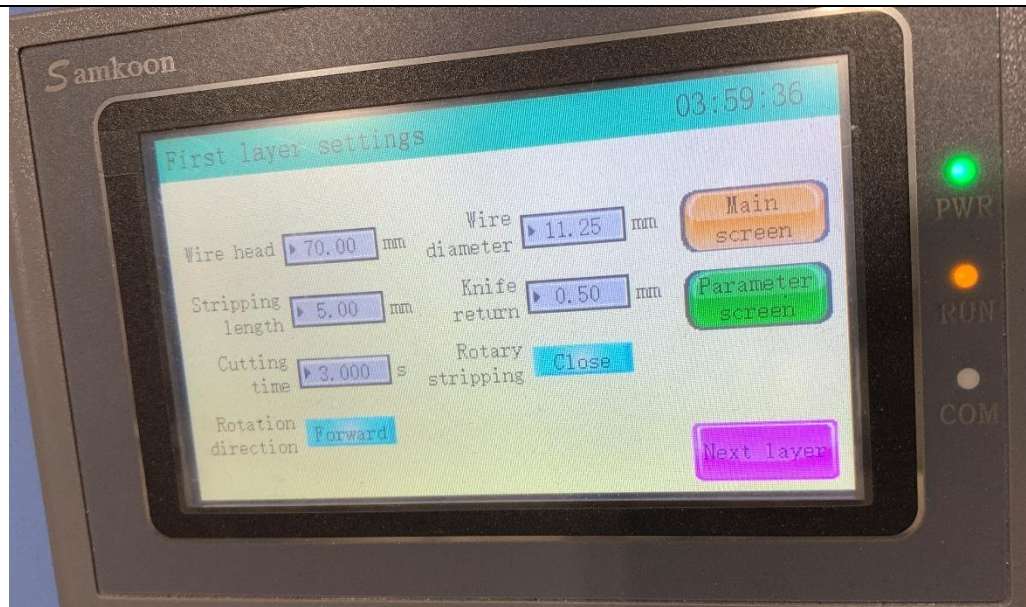 Samkoon
First layer settings
03:59:36
Wire head
70.00
mm
Wire
diameter
11.25
mm
Main
screen
Stripping
length
5.00
mm
Knife
return
0.50
mm
Parameter
screen
Cutting
time
3.000
s
Rotary
stripping
Close
Rotation
direction
Forward
Next layer
PWR
RUN
COM